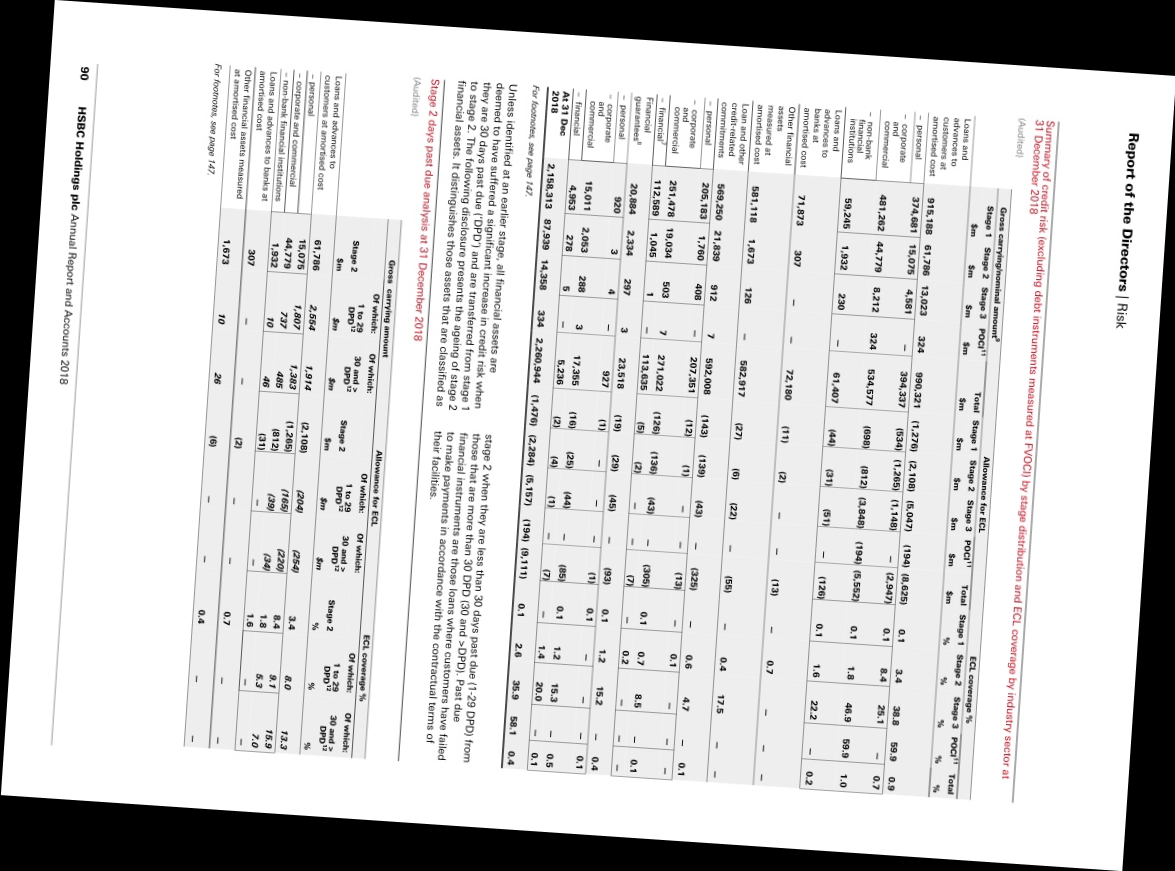 Report of the Directors | Risk
Summary of credit risk (excluding debt instruments measured at FVOCI) by stage distribution and ECL coverage by industry sector at
31 December 2018
(Audited)
Gross carrying/nominal amount⁹ Allowance for ECL ECL coverage %
Stage 1 Stage 2 Stage 3 POCI¹¹ Total Stage 1 Stage 2 Stage 3 POCI¹¹ Total Stage 1 Stage 2 Stage 3 POCI¹¹ Total
$m $m $m $m $m $m $m $m $m $m % % % % %
Loans and
advances to
customers at
amortised cost 915,188 61,786 13,023 324 990,321 (1,276) (2,108) (5,047) (194) (8,625) 0.1 3.4 38.8 59.9 0.9
– personal 374,681 15,075 4,581 – 394,337 (534) (1,265) (1,148) – (2,947) 0.1 8.4 25.1 – 0.7
– corporate
and
commercial 481,262 44,779 8,212 324 534,577 (698) (812) (3,848) (194) (5,552) 0.1 1.8 46.9 59.9 1.0
– non-bank
financial
institutions 59,245 1,932 230 – 61,407 (44) (31) (51) – (126) 0.1 1.6 22.2 – 0.2
Loans and
advances to
banks at
amortised cost 71,873 307 – – 72,180 (11) (2) – – (13) – 0.7 – – –
Other financial
assets
measured at
amortised cost 581,118 1,673 126 – 582,917 (27) (6) (22) – (55) – 0.4 17.5 – –
Loan and other
credit-related
commitments 569,250 21,839 912 7 592,008 (143) (139) (43) – (325) – 0.6 4.7 – 0.1
– personal 205,183 1,760 408 – 207,351 (12) (1) – – (13) – 0.1 – – –
– corporate
and
commercial 251,478 19,034 503 7 271,022 (126) (136) (43) – (305) 0.1 0.7 8.5 – 0.1
– financial⁷ 112,589 1,045 1 – 113,635 (5) (2) – – (7) – 0.2 – – –
Financial
guarantees⁸ 20,884 2,334 297 3 23,518 (19) (29) (45) – (93) 0.1 1.2 15.2 – 0.4
– personal 920 3 4 – 927 (1) – – – (1) 0.1 – – – 0.1
– corporate
and
commercial 15,011 2,053 288 3 17,355 (16) (25) (44) – (85) 0.1 1.2 15.3 – 0.5
– financial 4,953 278 5 – 5,236 (2) (4) (1) – (7) – 1.4 20.0 – 0.1
At 31 Dec
2018 2,158,313 87,939 14,358 334 2,260,944 (1,476) (2,284) (5,157) (194) (9,111) 0.1 2.6 35.9 58.1 0.4
For footnotes, see page 147.
Unless identified at an earlier stage, all financial assets are
deemed to have suffered a significant increase in credit risk when
they are 30 days past due ('DPD') and are transferred from stage 1
to stage 2. The following disclosure presents the ageing of stage 2
financial assets. It distinguishes those assets that are classified as
stage 2 when they are less than 30 days past due (1-29 DPD) from
those that are more than 30 DPD (30 and >DPD). Past due
financial instruments are those loans where customers have failed
to make payments in accordance with the contractual terms of
their facilities.
Stage 2 days past due analysis at 31 December 2018
(Audited)
Gross carrying amount Allowance for ECL ECL coverage %
Of which: Of which: Of which: Of which: Of which: Of which:
Stage 2 1 to 29 DPD¹² 30 and > DPD¹² Stage 2 1 to 29 DPD¹² 30 and > DPD¹² Stage 2 1 to 29 DPD¹² 30 and > DPD¹²
$m $m $m $m $m $m % % %
Loans and advances to
customers at amortised cost 61,786 2,554 1,914 (2,108) (204) (254) 3.4 8.0 13.3
– personal 15,075 1,807 1,383 (1,265) (165) (220) 8.4 9.1 15.9
– corporate and commercial 44,779 737 485 (812) (39) (34) 1.8 5.3 7.0
– non-bank financial institutions 1,932 10 46 (31) – – 1.6 – –
Loans and advances to banks at
amortised cost 307 – – (2) – – 0.7 – –
Other financial assets measured
at amortised cost 1,673 10 26 (6) – – 0.4 – –
For footnotes, see page 147.
90 HSBC Holdings plc Annual Report and Accounts 2018